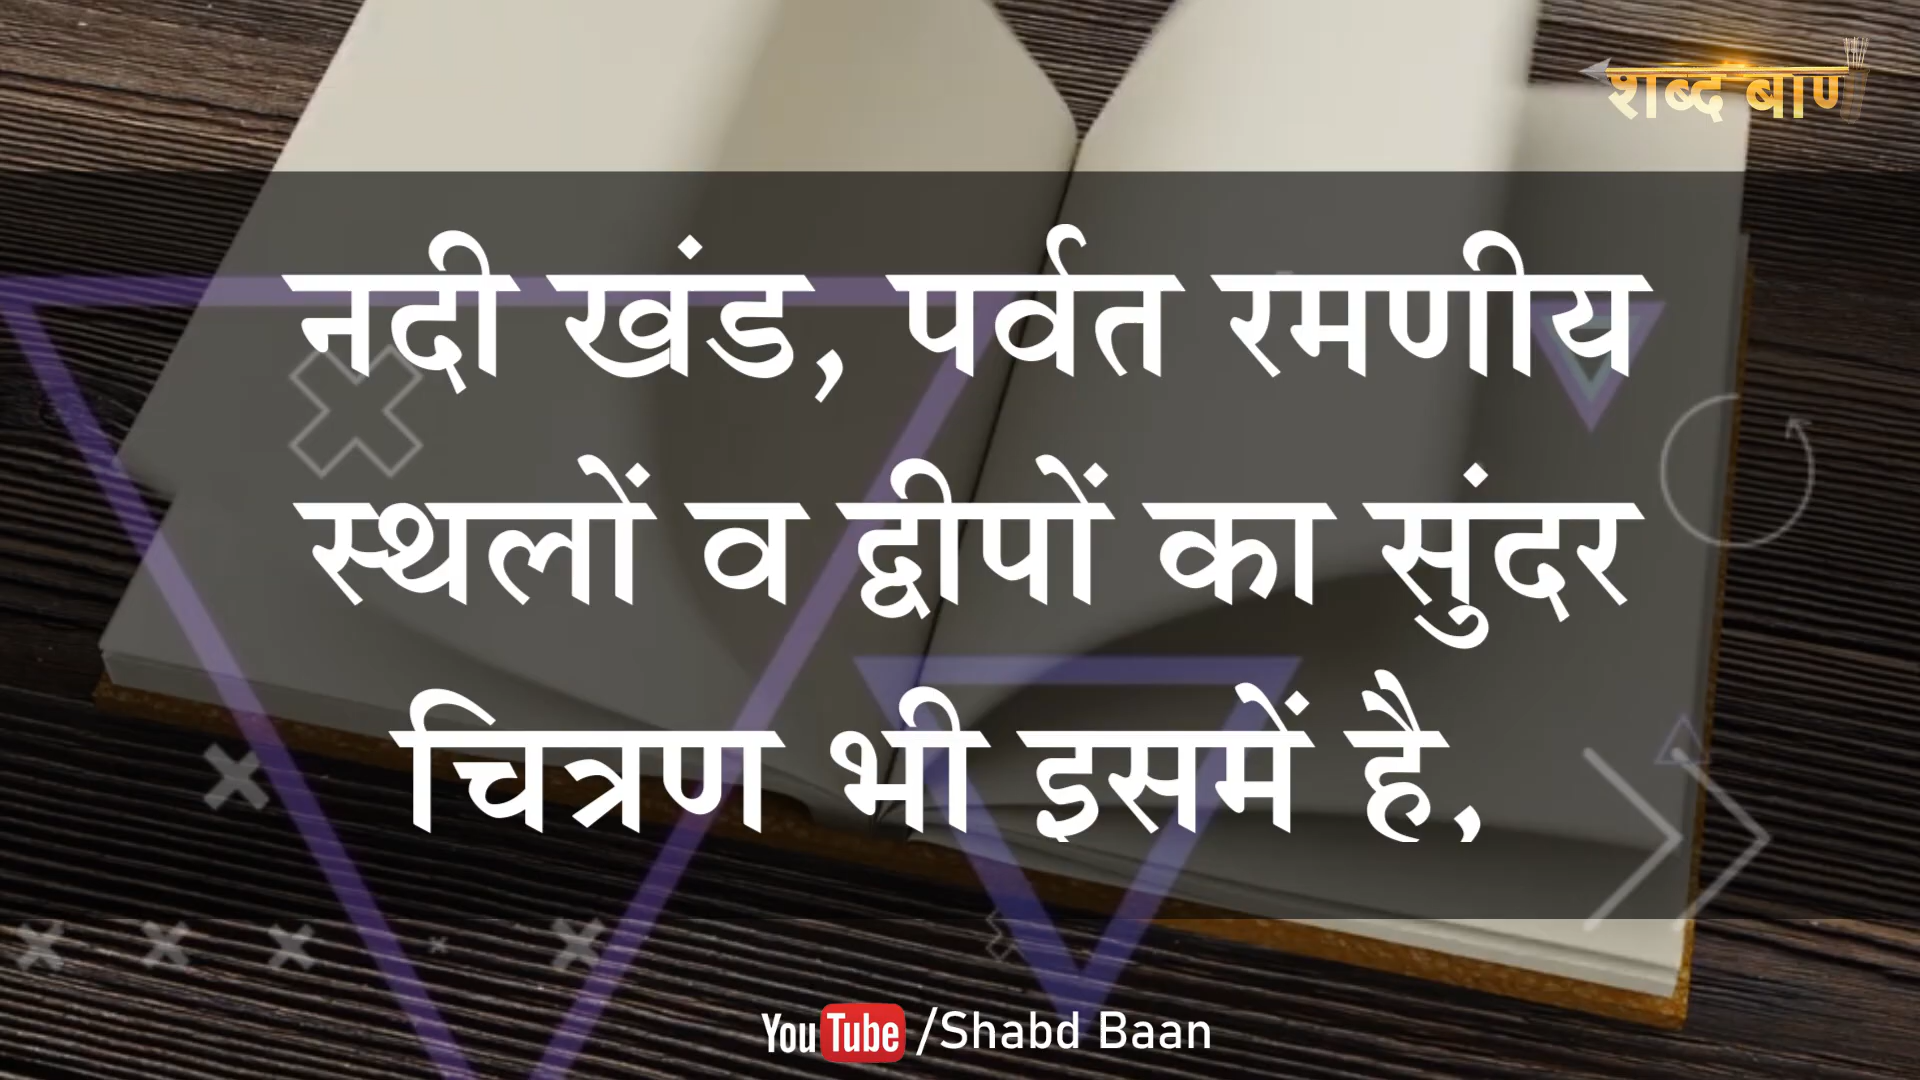 शब्द बाण
नदी खंड, पर्वत रमणीय
स्थलों व द्वीपों का सुंदर
चित्रण भी इसमें है,
YouTube /Shabd Baan